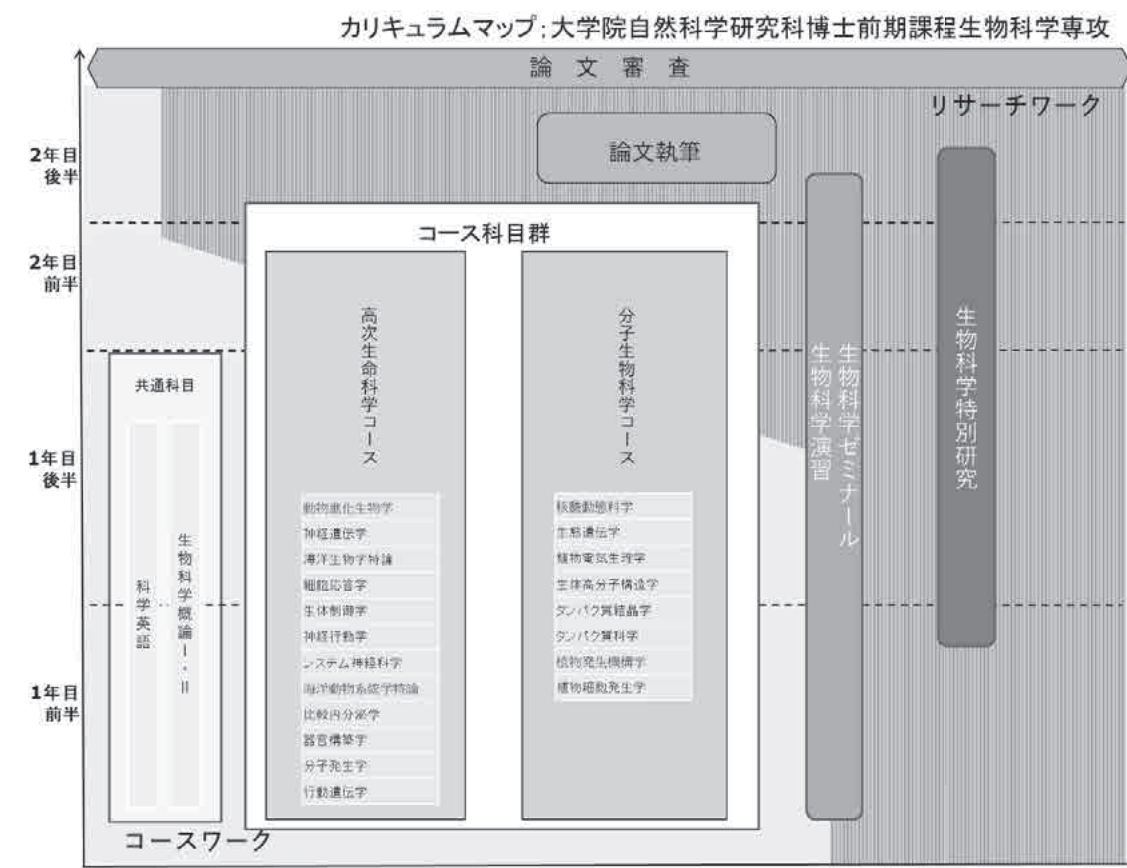 カリキュラムマップ:大学院自然科学研究科博士前期課程生物科学専攻
論文審査
リサーチワーク
論文執筆
2年目
後半
2年目
前半
1年目
後半
1年目
前半
コース科目群
共通科目
科学英語
生物科学概論Ⅰ・Ⅱ
高次生命科学コース
動物進化生物学
神経遺伝学
海洋生物学特論
細胞応答学
生体制御学
神経行動学
システム神経科学
海洋動物系統学特論
比較内分泌学
器官構築学
分子発生学
行動遺伝学
分子生物科学コース
核酸動態科学
生態遺伝学
植物電気生理学
生体高分子構造学
タンパク質結晶学
タンパク質科学
植物発生機構学
植物細胞発生学
生物科学ゼミナール
生物科学演習
生物科学特別研究
コースワーク